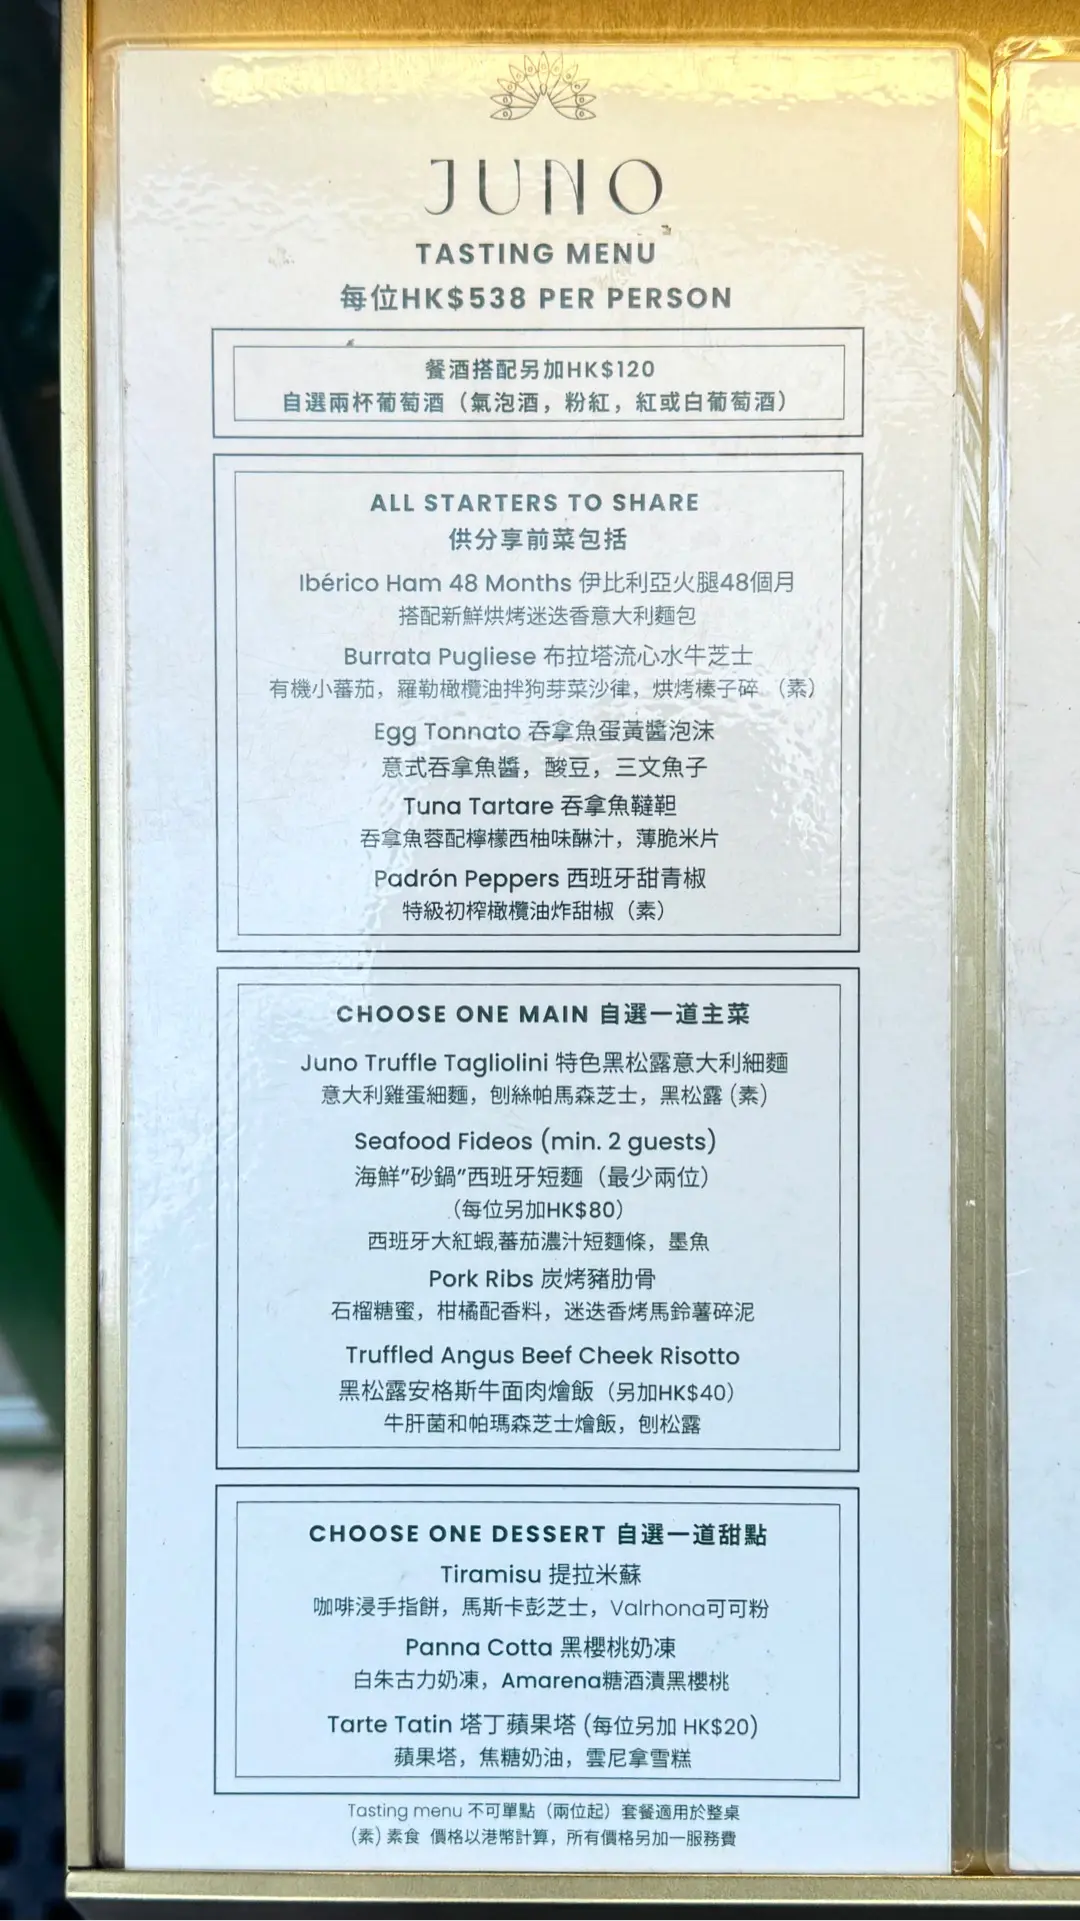 JUNO
TASTING MENU
每位HK$538 PER PERSON
餐酒搭配另加HK$120
自選兩杯葡萄酒（氣泡酒，粉紅，紅或白葡萄酒）
ALL STARTERS TO SHARE
供分享前菜包括
Ibérico Ham 48 Months 伊比利亞火腿48個月
搭配新鮮烘烤迷迭香意大利麵包
Burrata Pugliese 布拉塔流心水牛芝士
有機小蕃茄，羅勒橄欖油拌狗芽菜沙律，烘烤榛子碎 （素）
Egg Tonnato 吞拿魚蛋黃醬泡沫
意式吞拿魚醬，酸豆，三文魚子
Tuna Tartare 吞拿魚韃靼
吞拿魚蓉配檸檬西柚味醂汁，薄脆米片
Padrón Peppers 西班牙甜青椒
特級初榨橄欖油炸甜椒（素）
CHOOSE ONE MAIN 自選一道主菜
Juno Truffle Tagliolini 特色黑松露意大利細麵
意大利雞蛋細麵，刨絲帕馬森芝士，黑松露 (素)
Seafood Fideos (min. 2 guests)
海鮮"砂鍋"西班牙短麵（最少兩位）
（每位另加HK$80）
西班牙大紅蝦,蕃茄濃汁短麵條，墨魚
Pork Ribs 炭烤豬肋骨
石榴糖蜜，柑橘配香料，迷迭香烤馬鈴薯碎泥
Truffled Angus Beef Cheek Risotto
黑松露安格斯牛面肉燴飯（另加HK$40）
牛肝菌和帕瑪森芝士燴飯，刨松露
CHOOSE ONE DESSERT 自選一道甜點
Tiramisu 提拉米蘇
咖啡浸手指餅，馬斯卡彭芝士，Valrhona可可粉
Panna Cotta 黑櫻桃奶凍
白朱古力奶凍，Amarena糖酒漬黑櫻桃
Tarte Tatin 塔丁蘋果塔 (每位另加 HK$20)
蘋果塔，焦糖奶油，雲尼拿雪糕
Tasting menu 不可單點（兩位起）套餐適用於整桌
(素) 素食 價格以港幣計算，所有價格另加一服務費